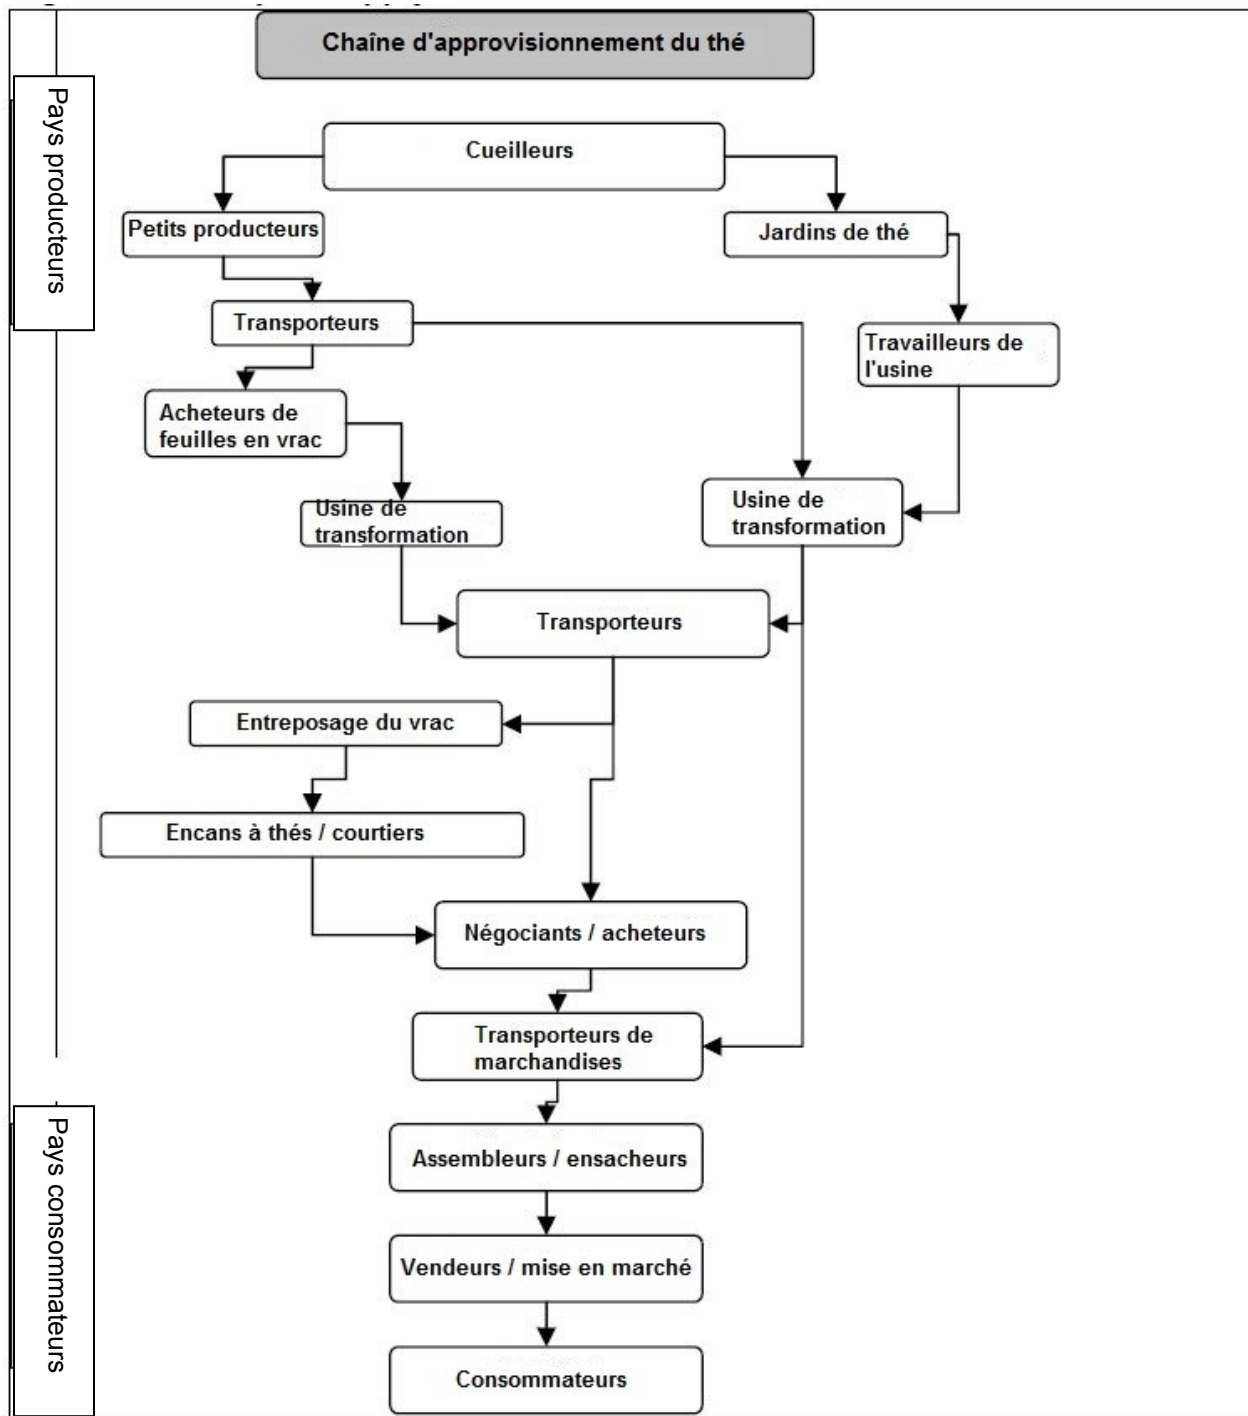 Chaîne d'approvisionnement du thé
Pays producteurs
Cueilleurs
Petits producteurs
Jardins de thé
Transporteurs
Travailleurs de
l'usine
Acheteurs de
feuilles en vrac
Usine de
transformation
Usine de
transformation
Transporteurs
Entreposage du vrac
Encans à thés / courtiers
Négociants / acheteurs
Transporteurs de
marchandises
Pays consommateurs
Assembleurs / ensacheurs
Vendeurs / mise en marché
Consommateurs